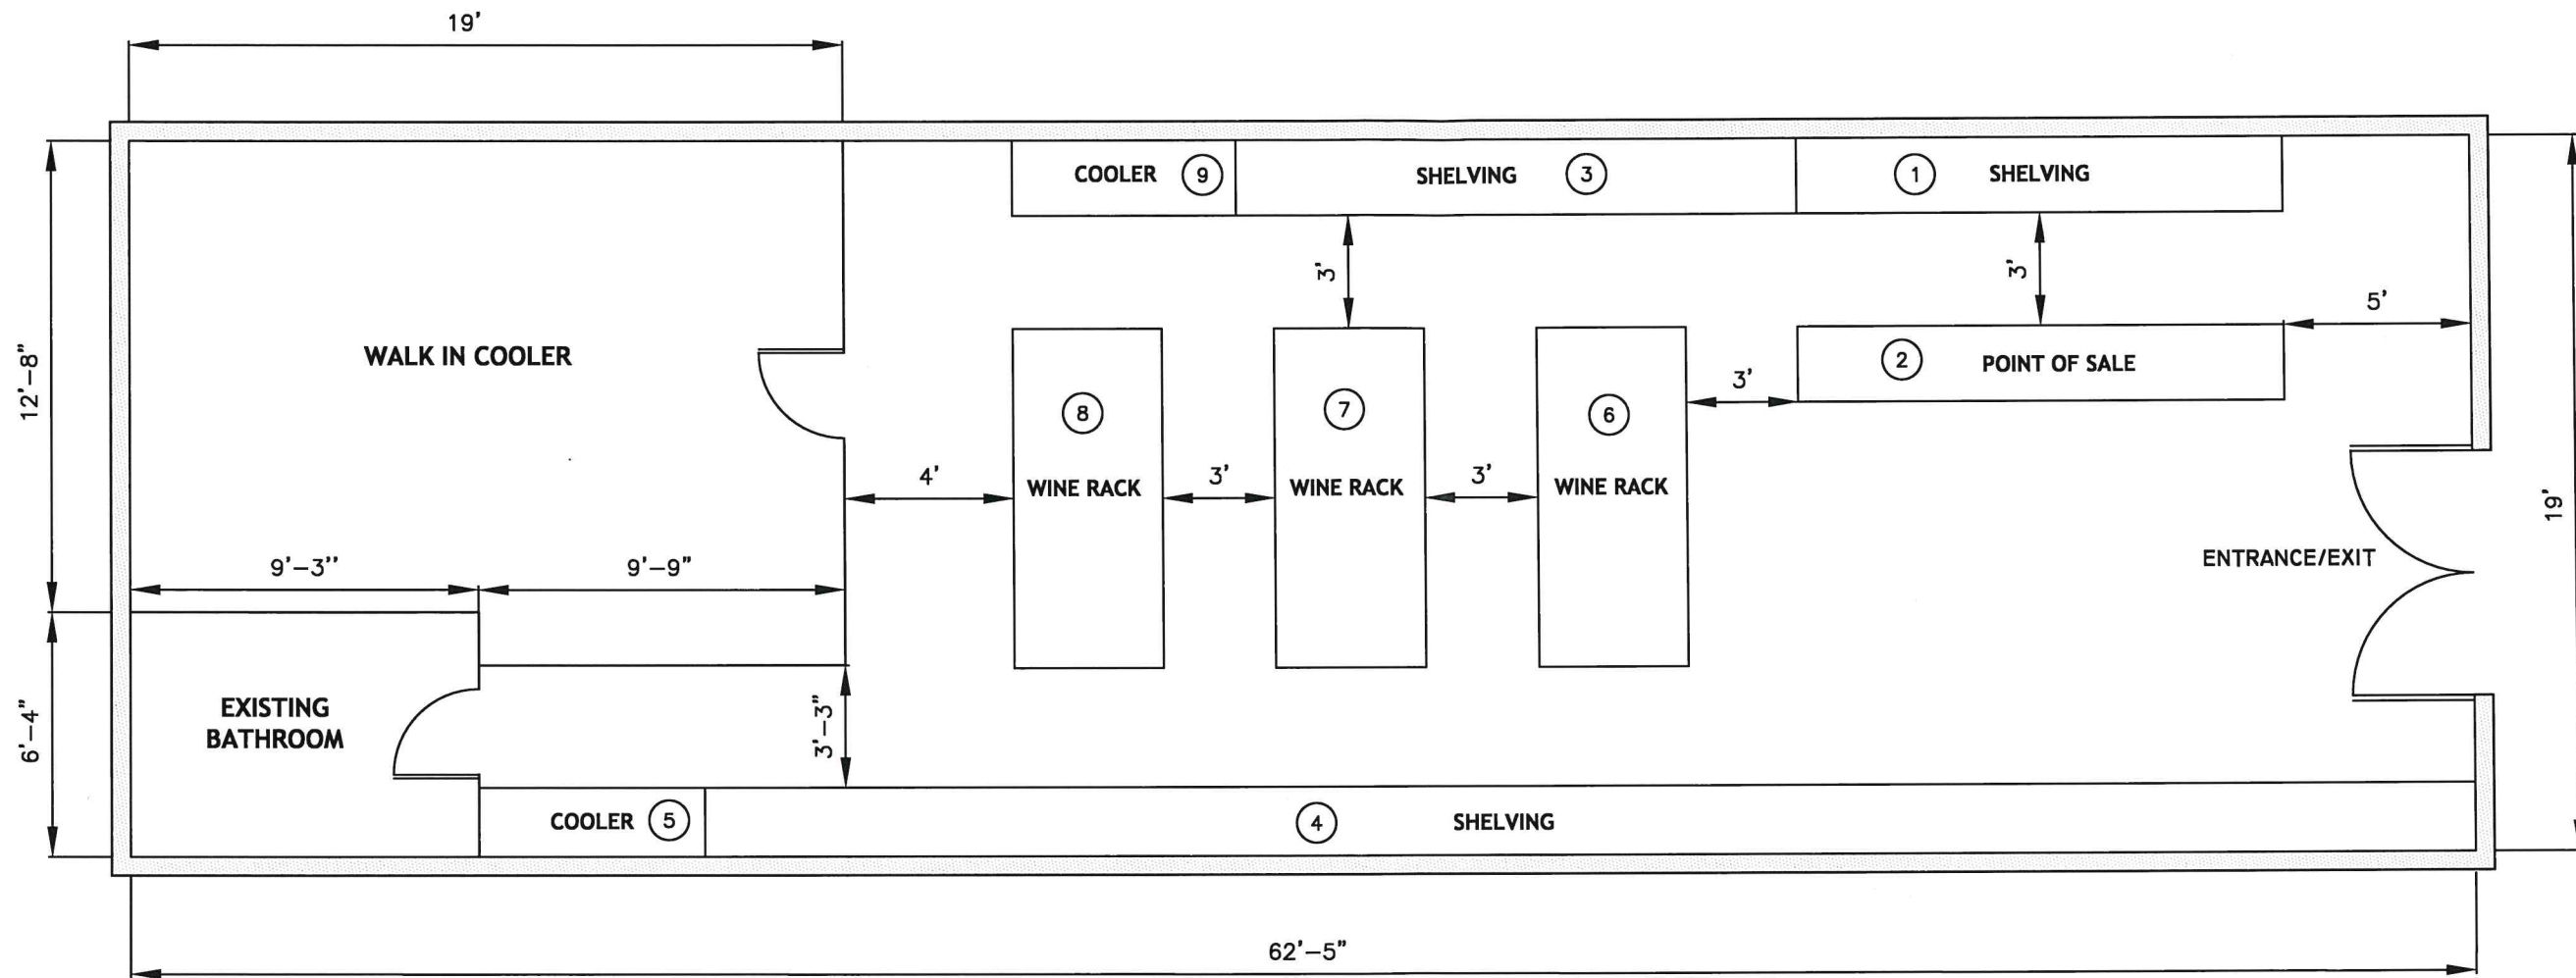 19'
COOLER 9
SHELVING 3
1 SHELVING
3'
3'
5'
WALK IN COOLER
12'-8"
2 POINT OF SALE
3'
8
7
6
WINE RACK
WINE RACK
WINE RACK
4'
3'
3'
19'
ENTRANCE/EXIT
9'-3''
9'-9"
EXISTING
BATHROOM
6'-4"
3'-3"
COOLER 5
4 SHELVING
62'-5"